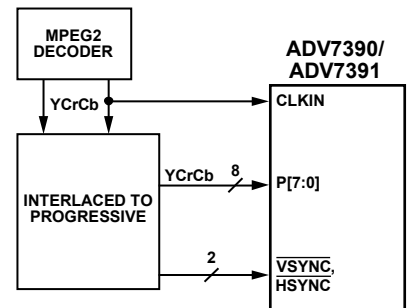 MPEG2
DECODER
ADV7390/
ADV7391
YCrCb
CLKIN
INTERLACED TO
PROGRESSIVE
YCrCb
8
P[7:0]
2
VSYNC,
HSYNC